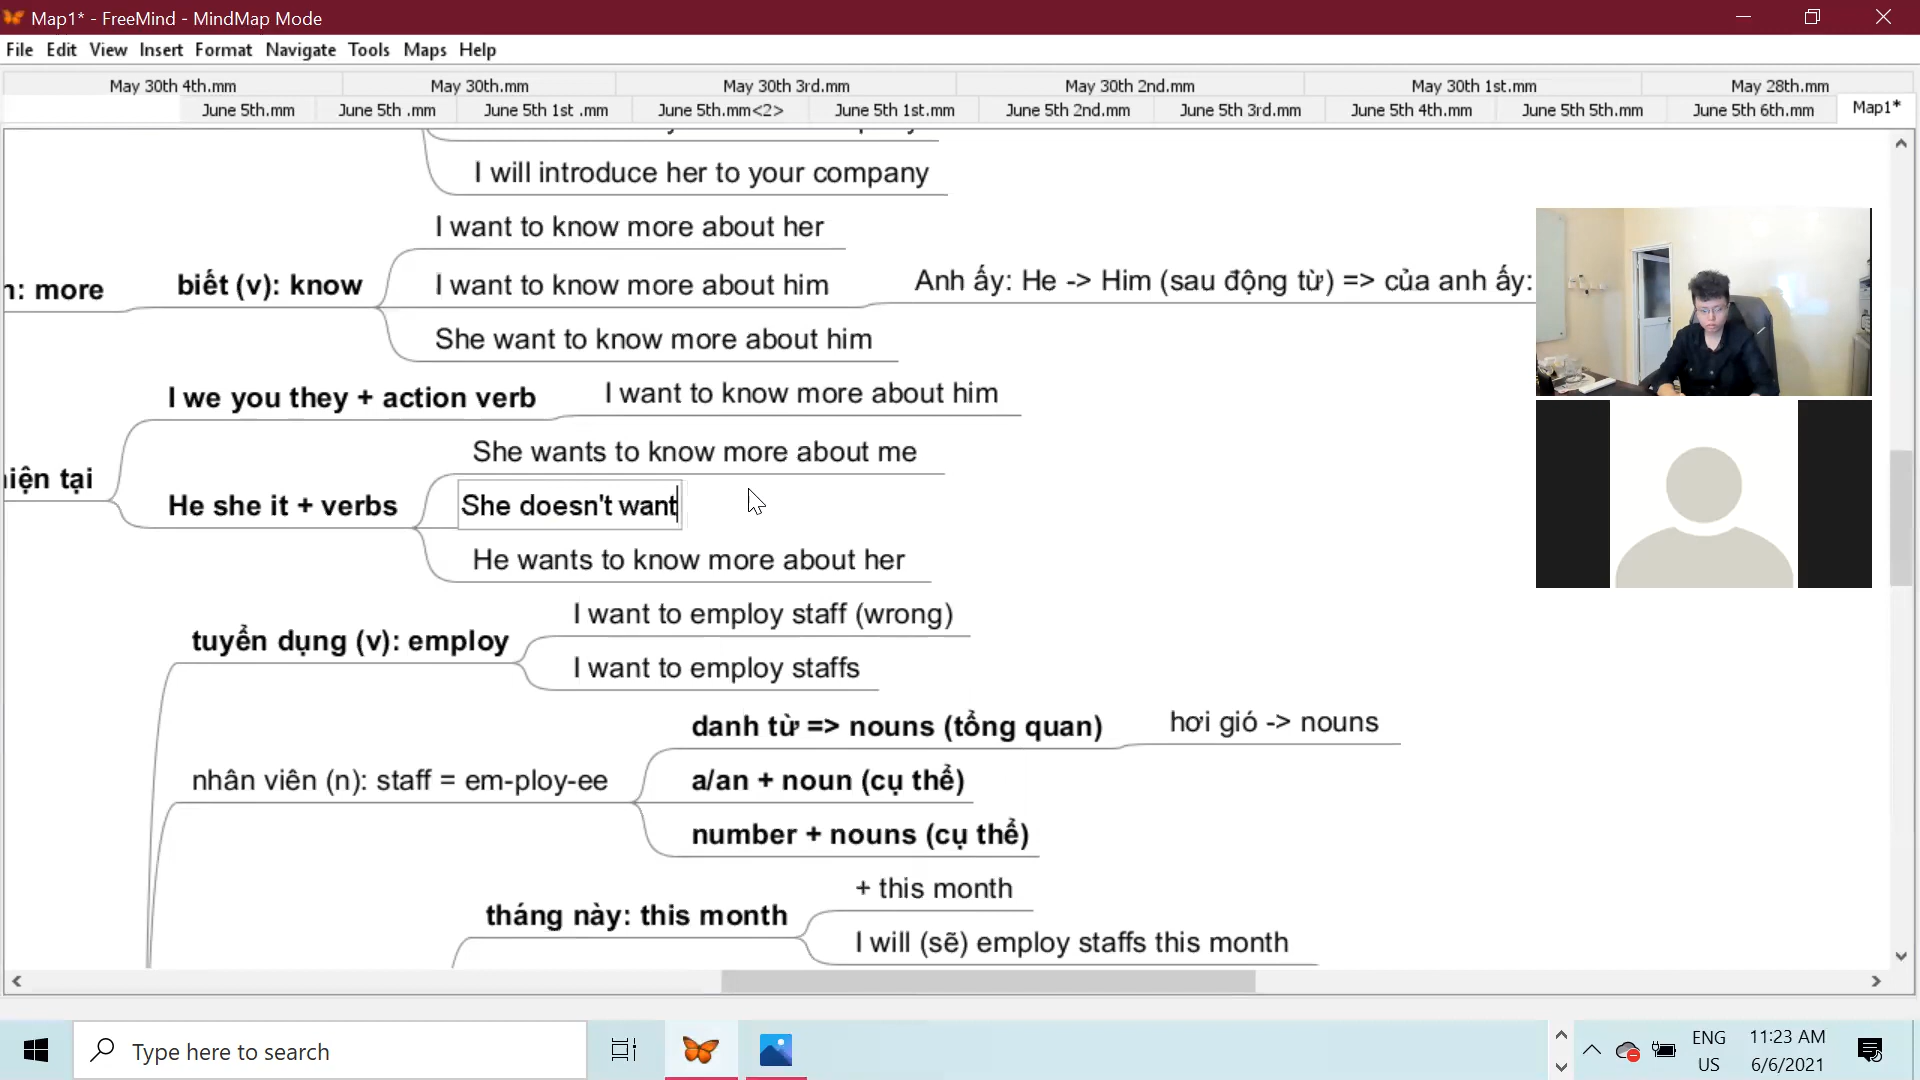 Map1* - FreeMind - MindMap Mode
File Edit View Insert Format Navigate Tools Maps Help
May 30th 4th.mm May 30th.mm May 30th 3rd.mm May 30th 2nd.mm May 30th 1st.mm May 28th.mm
June 5th.mm June 5th .mm June 5th 1st .mm June 5th.mm<2> June 5th 1st.mm June 5th 2nd.mm June 5th 3rd.mm June 5th 4th.mm June 5th 5th.mm June 5th 6th.mm Map1*
I will introduce her to your company
I want to know more about her
: more
biết (v): know
I want to know more about him
Anh ấy: He -> Him (sau động từ) => của anh ấy:
She want to know more about him
I we you they + action verb
I want to know more about him
She wants to know more about me
tại
He she it + verbs
She doesn't want
He wants to know more about her
I want to employ staff (wrong)
tuyển dụng (v): employ
I want to employ staffs
danh từ => nouns (tổng quan)
hơi gió -> nouns
nhân viên (n): staff = em-ploy-ee
a/an + noun (cụ thể)
number + nouns (cụ thể)
+ this month
tháng này: this month
I will (sẽ) employ staffs this month
Type here to search
ENG
US
11:23 AM
6/6/2021